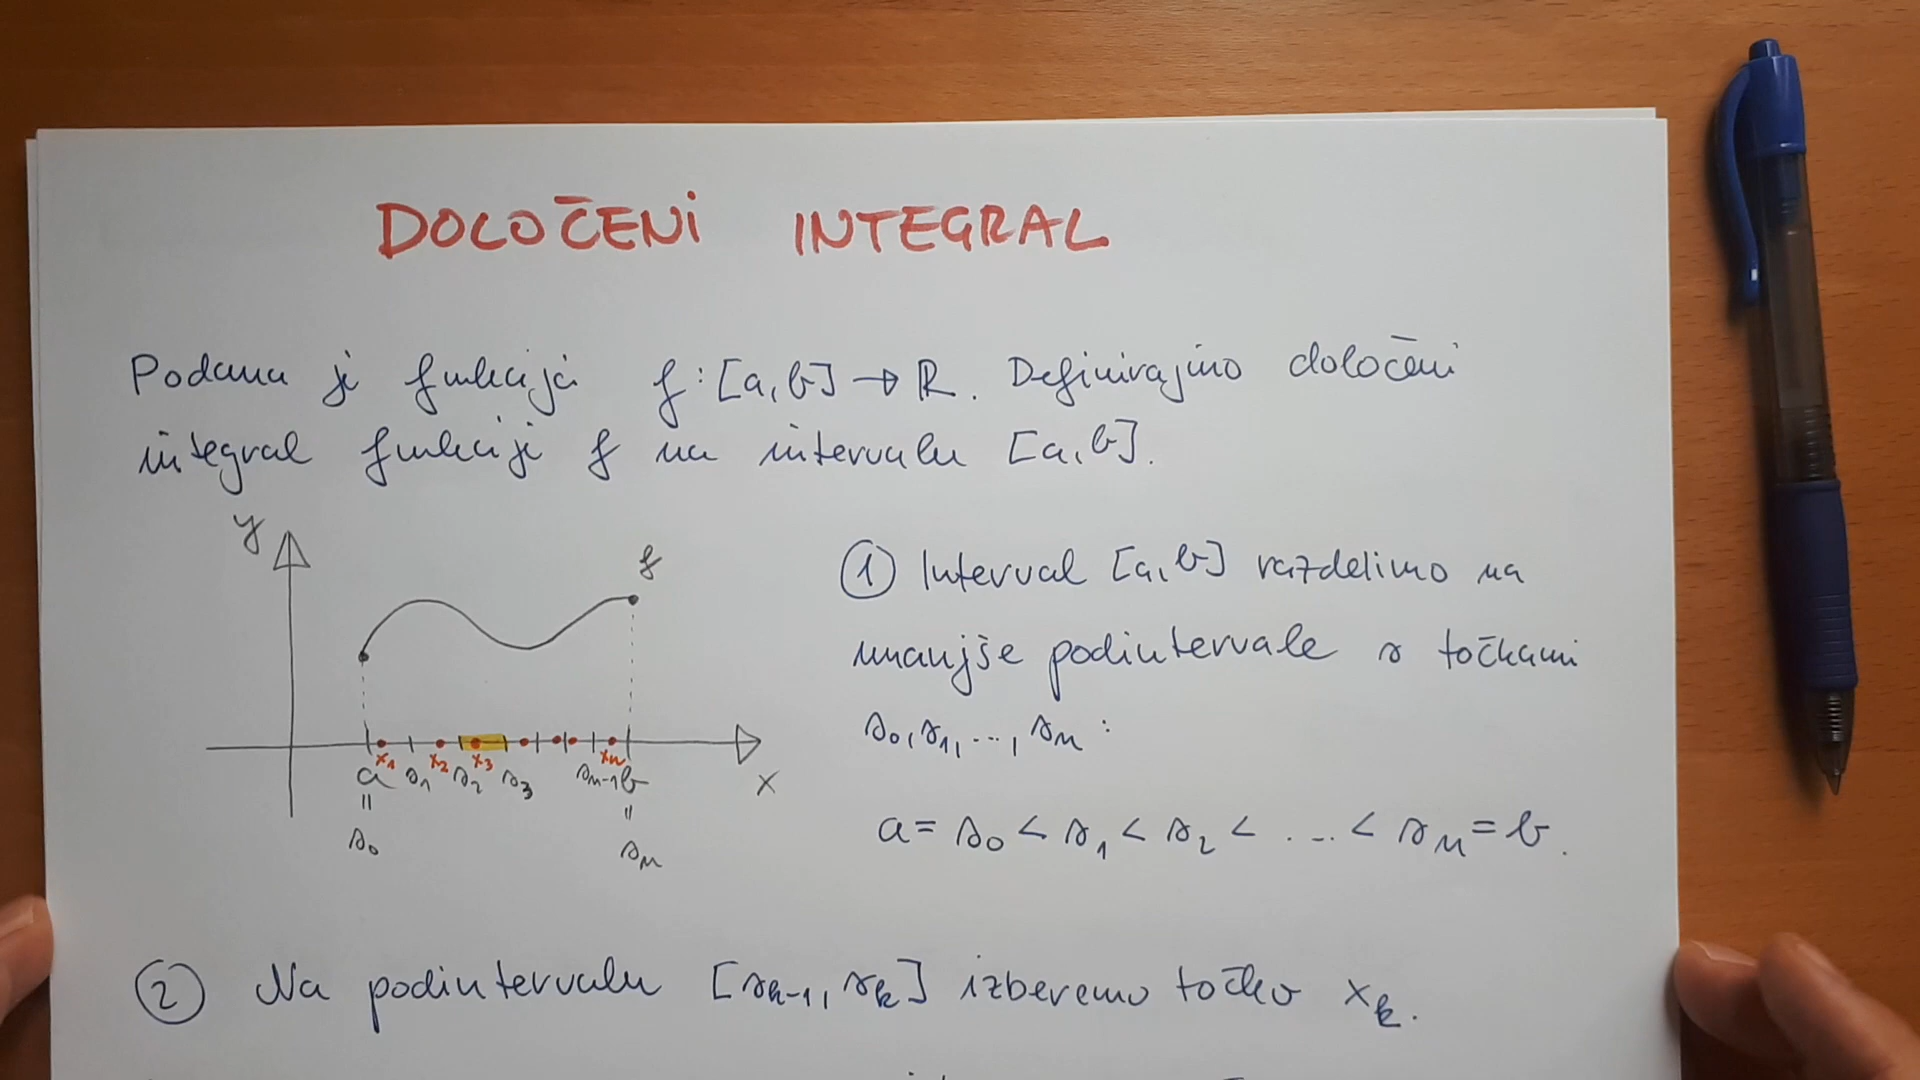 DOLOČENI INTEGRAL
Podana je funkcija f: [a,b] → ℝ. Definirajmo določeni
integral funkcije f na intervalu [a,b].
y
f
① Interval [a,b] razdelimo na
manjše podintervale s točkami
s₀, s₁, ..., sₙ :
x₁ x₂ x₃ xₙ
a s₁ s₂ s₃ sₙ₋₁ b x
= =
s₀ sₙ
a = s₀ < s₁ < s₂ < ... < sₙ = b.
② Na podintervalu [sₖ₋₁, sₖ] izberemo točko xₖ.